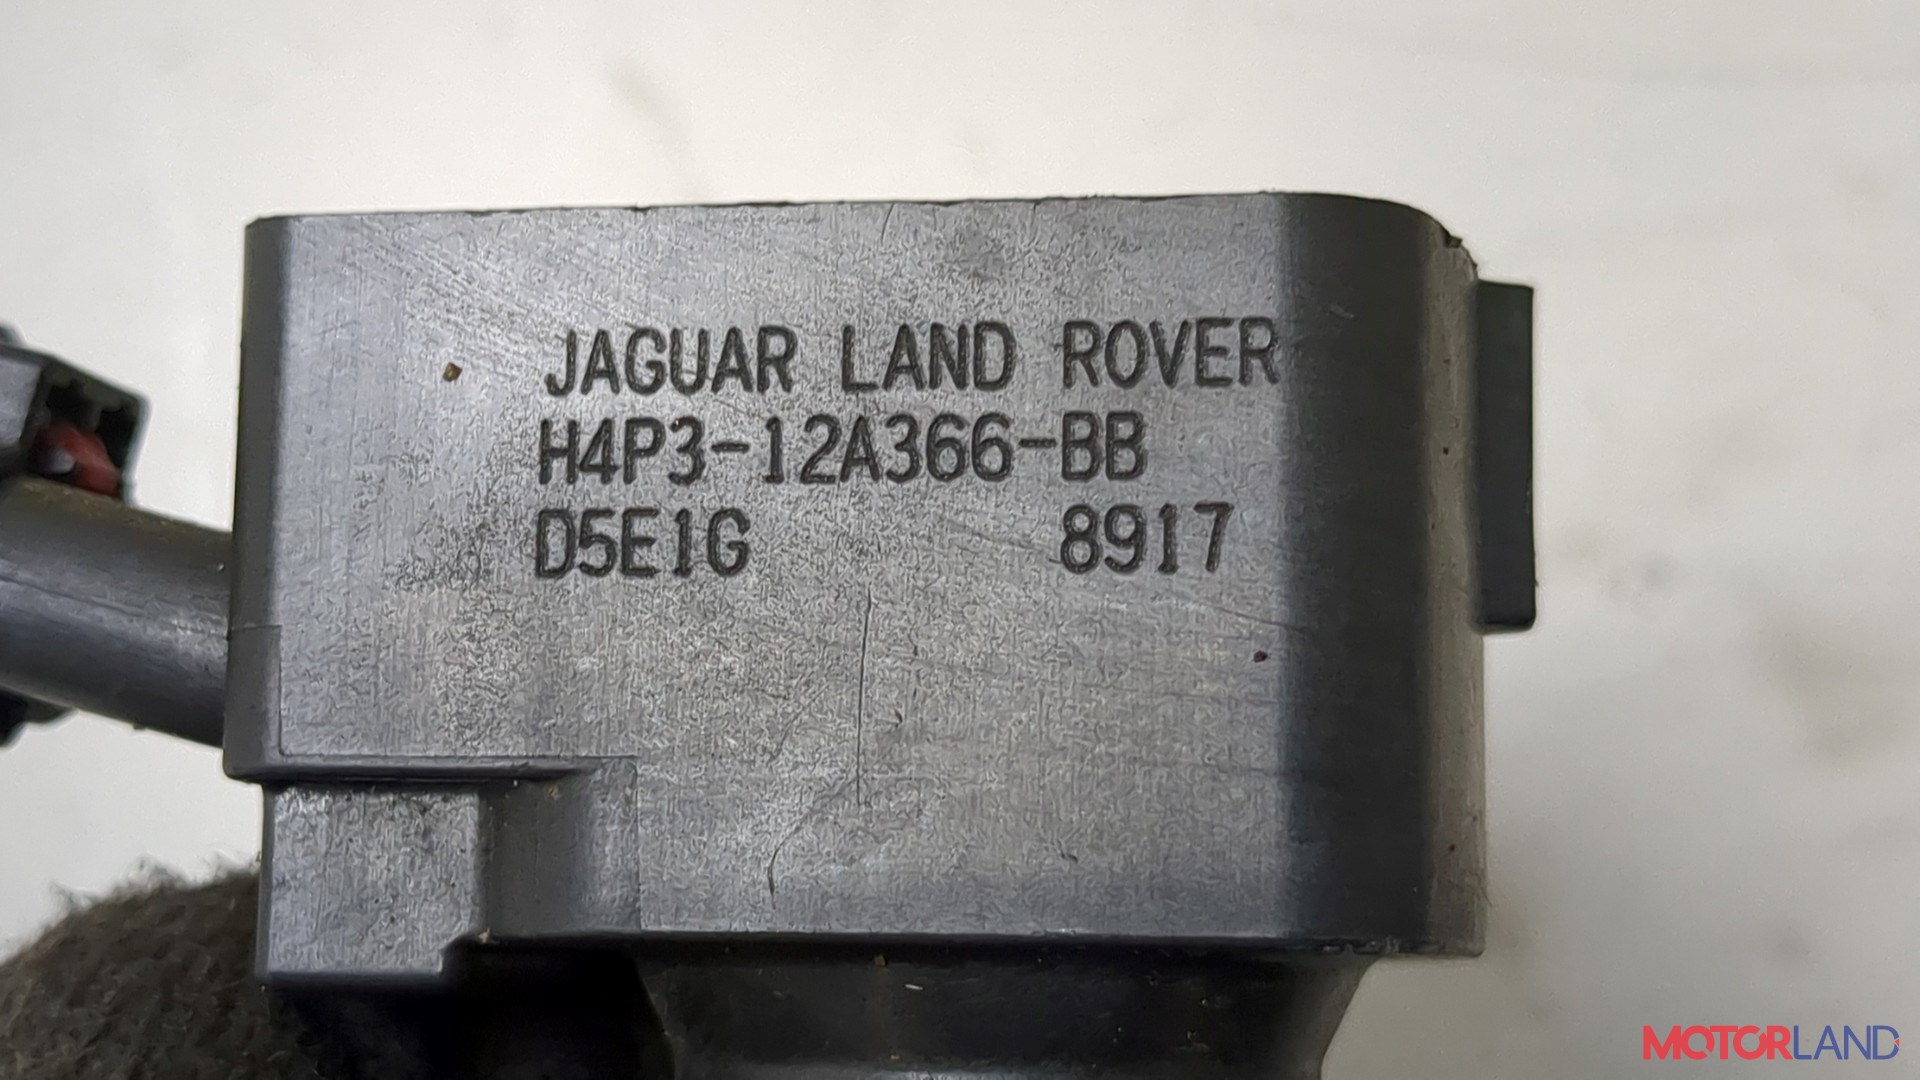 JAGUAR LAND ROVER
H4P3-12A366-BB
D5E1G 8917
MOTORLAND